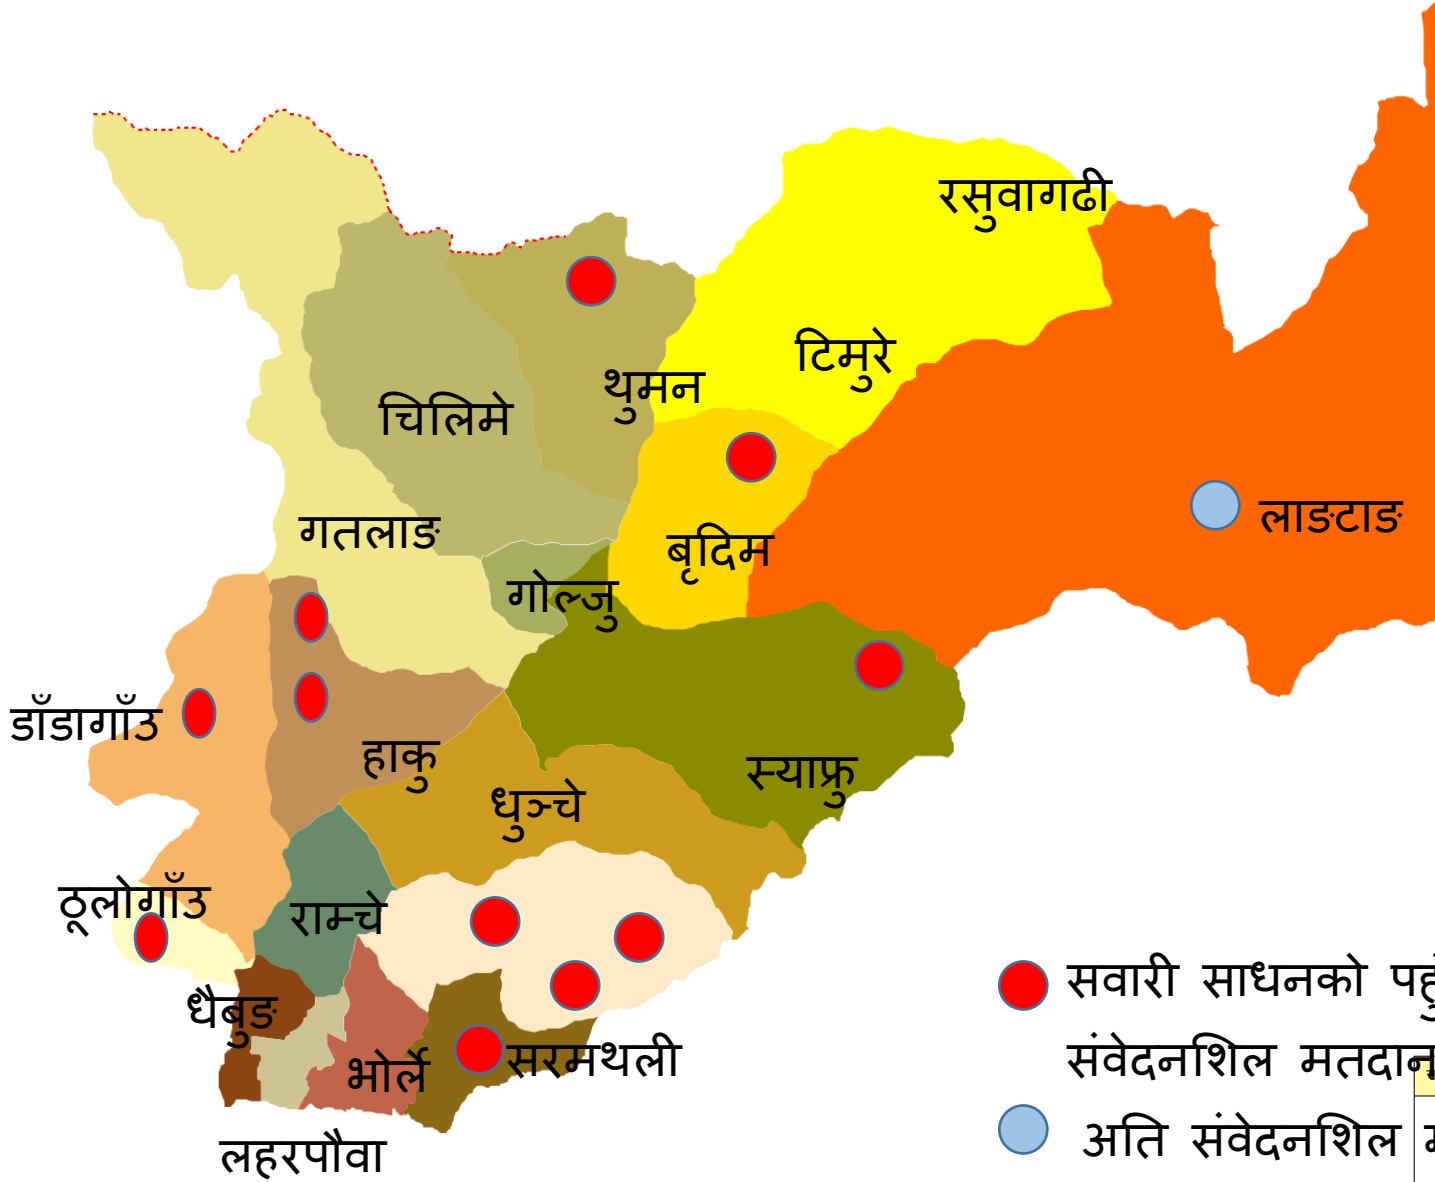 रसुवागढी
टिमुरे
थुमन
चिलिमे
लाङटाङ
गतलाङ
बृदिम
गोल्जु
डाँडागाँउ
हाकु
स्याफ्रु
धुञ्चे
ठूलोगाँउ
राम्चे
धैबुङ
भोर्ले
सरमथली
लहरपौवा
सवारी साधनको
संवेदनशिल
अति संवेदनशिल